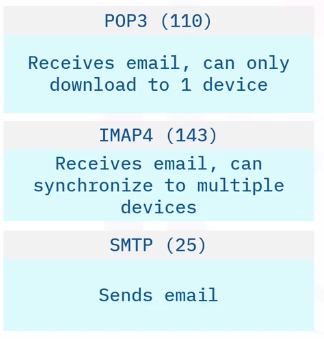 POP3 (110)
Receives email, can only
download to 1 device
IMAP4 (143)
Receives email, can
synchronize to multiple
devices
SMTP (25)
Sends email